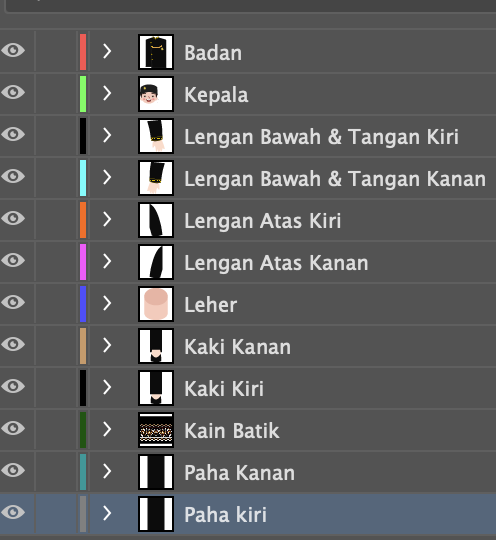 Badan
Kepala
Lengan Bawah & Tangan Kiri
Lengan Bawah & Tangan Kanan
Lengan Atas Kiri
Lengan Atas Kanan
Leher
Kaki Kanan
Kaki Kiri
Kain Batik
Paha Kanan
Paha kiri